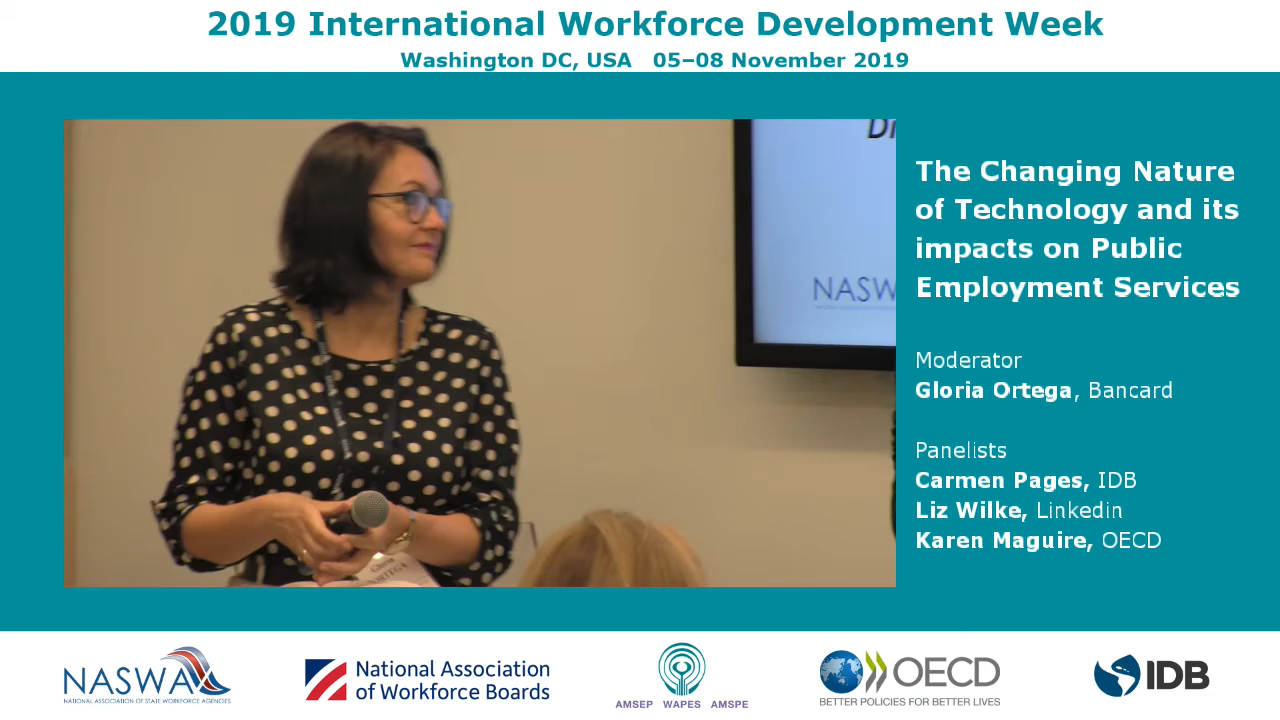 2019 International Workforce Development Week
Washington DC, USA 05–08 November 2019
NASW
ORTEGA
The Changing Nature
of Technology and its
impacts on Public
Employment Services
Moderator
Gloria Ortega, Bancard
Panelists
Carmen Pages, IDB
Liz Wilke, Linkedin
Karen Maguire, OECD
NASWA
NATIONAL ASSOCIATION OF STATE WORKFORCE AGENCIES
National Association
of Workforce Boards
AMSEP WAPES AMSPE
OECD
BETTER POLICIES FOR BETTER LIVES
IDB